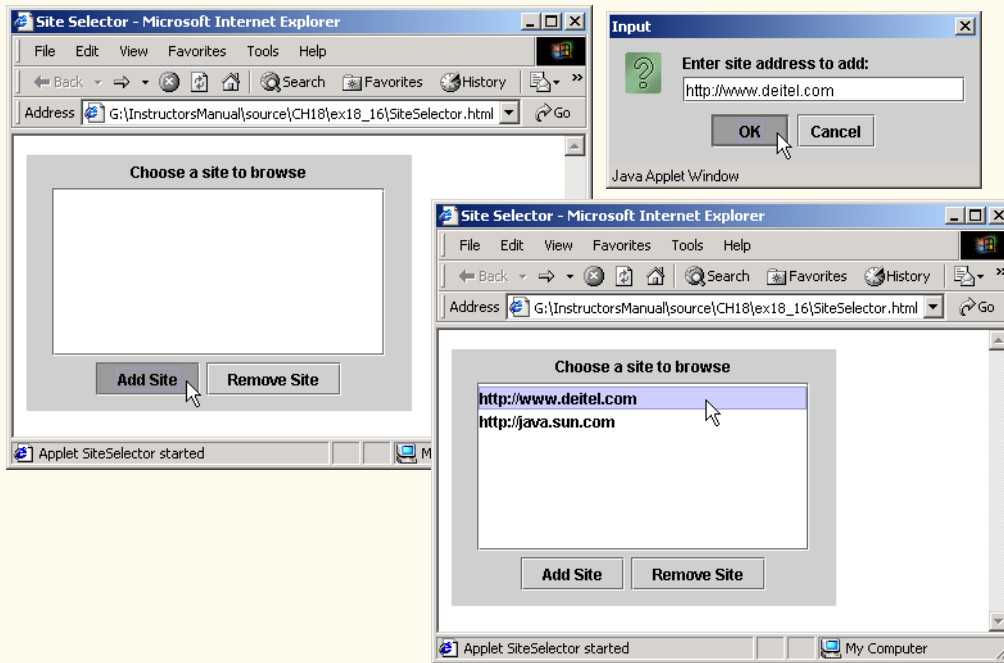 Site Selector - Microsoft Internet Explorer
File Edit View Favorites Tools Help
Back Search Favorites History »
Address G:\InstructorsManual\source\CH18\ex18_16\SiteSelector.html Go
Choose a site to browse
Add Site Remove Site
Applet SiteSelector started M
Input
Enter site address to add:
http://www.deitel.com
OK Cancel
Java Applet Window
Site Selector - Microsoft Internet Explorer
File Edit View Favorites Tools Help
Back Search Favorites History »
Address G:\InstructorsManual\source\CH18\ex18_16\SiteSelector.html Go
Choose a site to browse
http://www.deitel.com
http://java.sun.com
Add Site Remove Site
Applet SiteSelector started My Computer